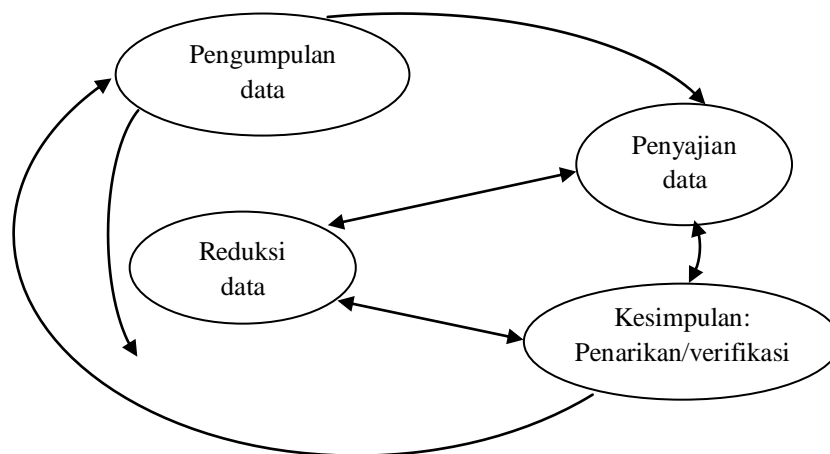 Pengumpulan
data
Penyajian
data
Reduksi
data
Kesimpulan:
Penarikan/verifikasi